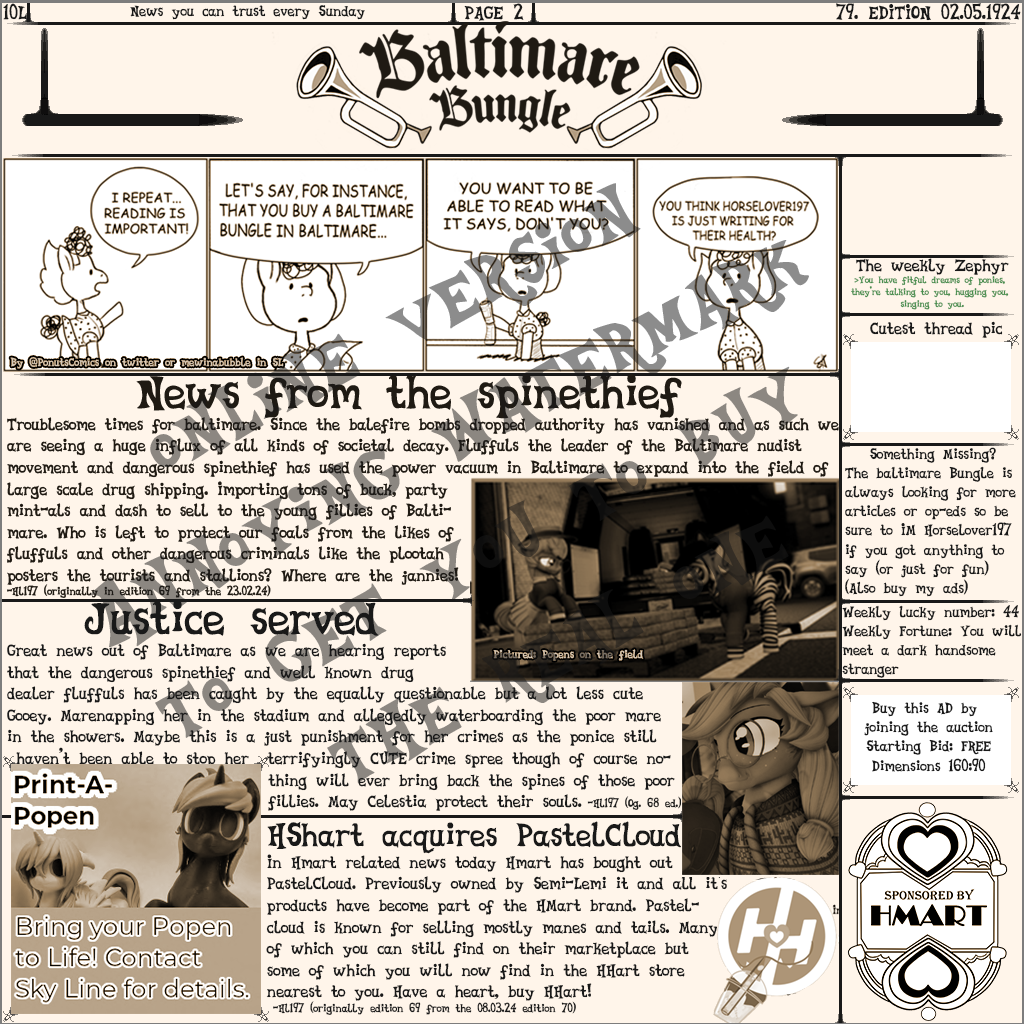 10L
News you can trust every Sunday
PAGE 2
79. EDITION 02.05.1924
Baltimare
Bungle
I REPEAT...
READING IS
IMPORTANT!
LET'S SAY, FOR INSTANCE,
THAT YOU BUY A BALTIMARE
BUNGLE IN BALTIMARE...
YOU WANT TO BE
ABLE TO READ WHAT
IT SAYS, DON'T YOU?
YOU THINK HORSELOVER197
IS JUST WRITING FOR
THEIR HEALTH?
By @PonutsComics on twitter or mewinabubble in SL
The weekly Zephyr
>You have fitful dreams of ponies,
they're talking to you, hugging you,
singing to you.
Cutest thread pic
Something Missing?
The baltimare Bungle is
always looking for more
articles or op-eds so be
sure to IM Horselover197
if you got anything to
say (or just for fun)
(Also buy my ads)
Weekly lucky number: 44
Weekly Fortune: You will
meet a dark handsome
stranger
Buy this AD by
joining the auction
Starting Bid: FREE
Dimensions 160:90
SPONSORED BY
HMART
News from the spinethief
Troublesome times for baltimare. Since the balefire bombs dropped authority has vanished and as such we
are seeing a huge influx of all kinds of societal decay. Fluffuls the leader of the Baltimare nudist
movement and dangerous spinethief has used the power vacuum in Baltimare to expand into the field of
large scale drug shipping. Importing tons of buck, party
mint-als and dash to sell to the young fillies of Balti-
mare. Who is left to protect our foals from the likes of
fluffuls and other dangerous criminals like the plootah
posters the tourists and stallions? Where are the jannies!
~HL197 (originally in edition 69 from the 23.02.24)
Pictured: Popens on the field
Justice served
Great news out of Baltimare as we are hearing reports
that the dangerous spinethief and well known drug
dealer fluffuls has been caught by the equally questionable but a lot less cute
Gooey. Marenapping her in the stadium and allegedly waterboarding the poor mare
in the showers. Maybe this is a just punishment for her crimes as the ponice still
haven't been able to stop her terrifyingly CUTE crime spree though of course no-
thing will ever bring back the spines of those poor
fillies. May Celestia protect their souls. ~HL197 (Og. 68 ed.)
Print-A-
Popen
Bring your Popen
to Life! Contact
Sky Line for details.
HShart acquires PastelCloud
in Hmart related news today Hmart has bought out
PastelCloud. Previously owned by Semi-Lemi it and all it's
products have become part of the HMart brand. Pastel-
cloud is known for selling mostly manes and tails. Many
of which you can still find on their marketplace but
some of which you will now find in the HHart store
nearest to you. Have a heart, buy HHart!
~HL197 (originally edition 69 from the 08.03.24 edition 70)
HH
ONLINE VERSION
ANNOYING WATERMARK
TO GET YOU TO BUY
THE REAL ONE